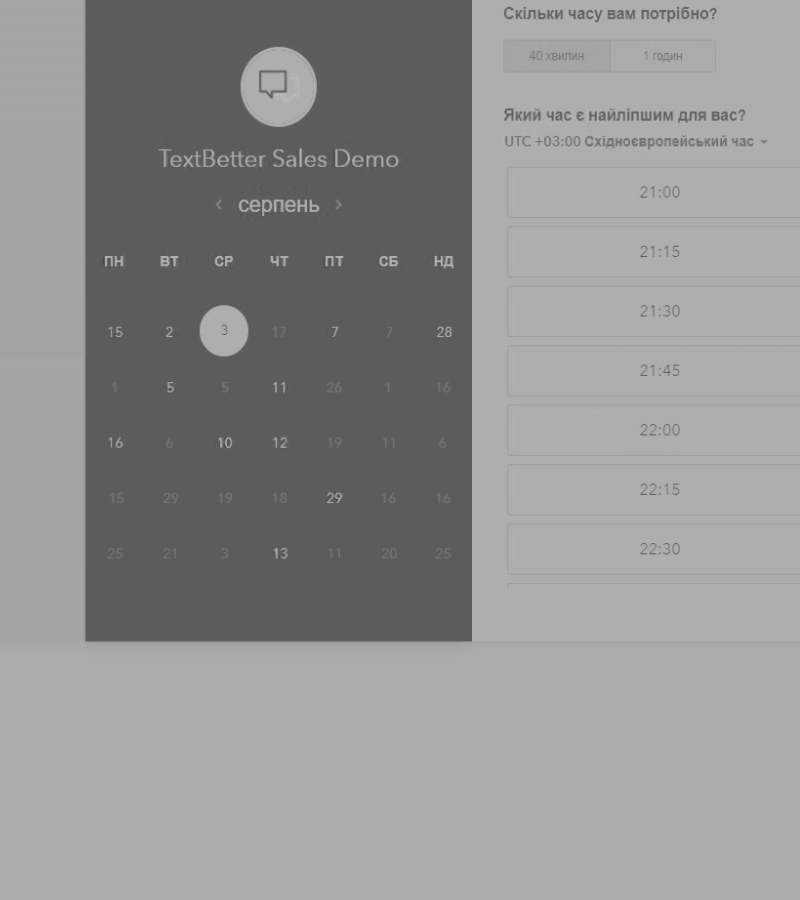 TextBetter Sales Demo
серпень
ПН ВТ СР ЧТ ПТ СБ НД
15 2 3 17 7 7 28
1 5 5 11 26 1 16
16 6 10 12 19 11 6
15 29 19 18 29 16 16
25 21 3 13 11 20 25
Скільки часу вам потрібно?
40 хвилин 1 годин
Який час є найліпшим для вас?
UTC +03:00 Східноєвропейський час
21:00
21:15
21:30
21:45
22:00
22:15
22:30